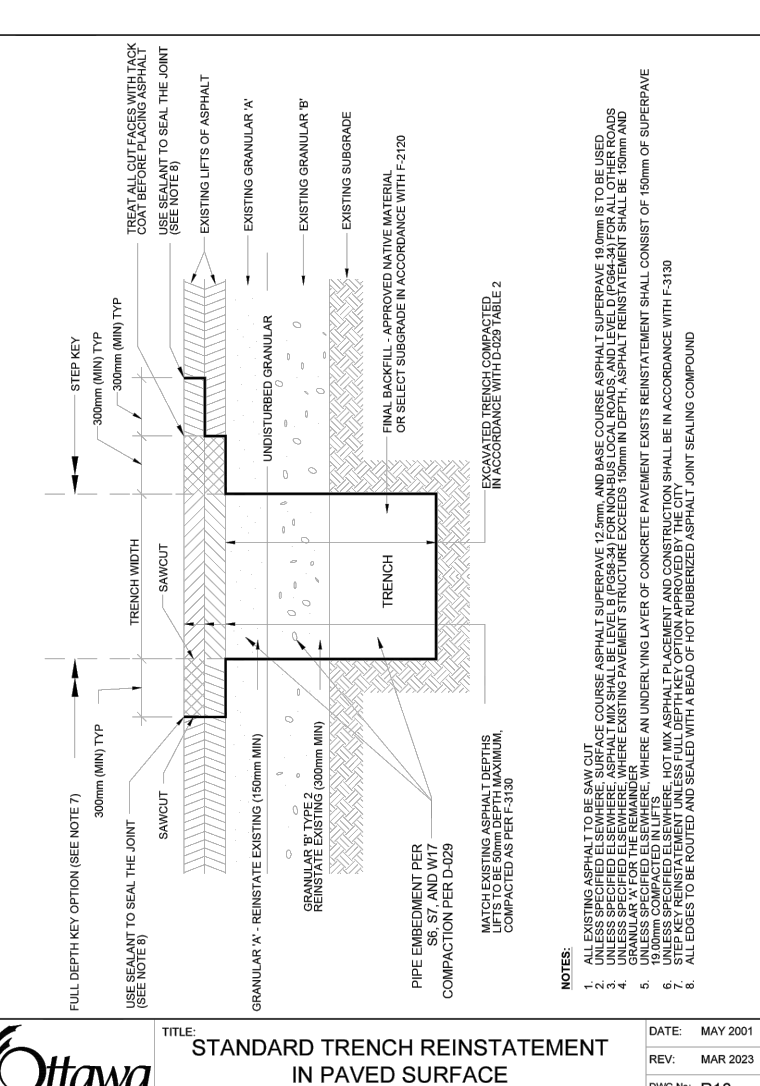 FULL DEPTH KEY OPTION (SEE NOTE 7)
STEP KEY
300mm (MIN) TYP
TRENCH WIDTH
300mm (MIN) TYP
300mm (MIN) TYP
USE SEALANT TO SEAL THE JOINT
(SEE NOTE 8)
SAWCUT
SAWCUT
TREAT ALL CUT FACES WITH TACK
COAT BEFORE PLACING ASPHALT
USE SEALANT TO SEAL THE JOINT
(SEE NOTE 8)
EXISTING LIFTS OF ASPHALT
EXISTING GRANULAR 'A'
EXISTING GRANULAR 'B'
EXISTING SUBGRADE
UNDISTURBED GRANULAR
GRANULAR 'A' - REINSTATE EXISTING (150mm MIN)
GRANULAR 'B' TYPE 2
REINSTATE EXISTING (300mm MIN)
TRENCH
FINAL BACKFILL - APPROVED NATIVE MATERIAL
OR SELECT SUBGRADE IN ACCORDANCE WITH F-2120
PIPE EMBEDMENT PER
S6, S7, AND W17
COMPACTION PER D-029
MATCH EXISTING ASPHALT DEPTHS
LIFTS TO BE 50mm DEPTH MAXIMUM,
COMPACTED AS PER F-3130
EXCAVATED TRENCH COMPACTED
IN ACCORDANCE WITH D-029 TABLE 2
NOTES:
1. ALL EXISTING ASPHALT TO BE SAW CUT
2. UNLESS SPECIFIED ELSEWHERE, SURFACE COURSE ASPHALT SUPERPAVE 12.5mm, AND BASE COURSE ASPHALT SUPERPAVE 19.0mm IS TO BE USED
3. UNLESS SPECIFIED ELSEWHERE, ASPHALT MIX SHALL BE LEVEL B (PG58-34) FOR NON-BUS LOCAL ROADS, AND LEVEL D (PG64-34) FOR ALL OTHER ROADS
4. UNLESS SPECIFIED ELSEWHERE, WHERE EXISTING PAVEMENT STRUCTURE EXCEEDS 150mm IN DEPTH, ASPHALT REINSTATEMENT SHALL BE 150mm AND
GRANULAR 'A' FOR THE REMAINDER
5. UNLESS SPECIFIED ELSEWHERE, WHERE AN UNDERLYING LAYER OF CONCRETE PAVEMENT EXISTS REINSTATEMENT SHALL CONSIST OF 150mm OF SUPERPAVE
19.00mm COMPACTED IN LIFTS
6. UNLESS SPECIFIED ELSEWHERE, HOT MIX ASPHALT PLACEMENT AND CONSTRUCTION SHALL BE IN ACCORDANCE WITH F-3130
7. STEP KEY REINSTATEMENT UNLESS FULL DEPTH KEY OPTION APPROVED BY THE CITY
8. ALL EDGES TO BE ROUTED AND SEALED WITH A BEAD OF HOT RUBBERIZED ASPHALT JOINT SEALING COMPOUND
Ottawa
TITLE:
STANDARD TRENCH REINSTATEMENT
IN PAVED SURFACE
DATE: MAY 2001
REV: MAR 2023
DWG No: